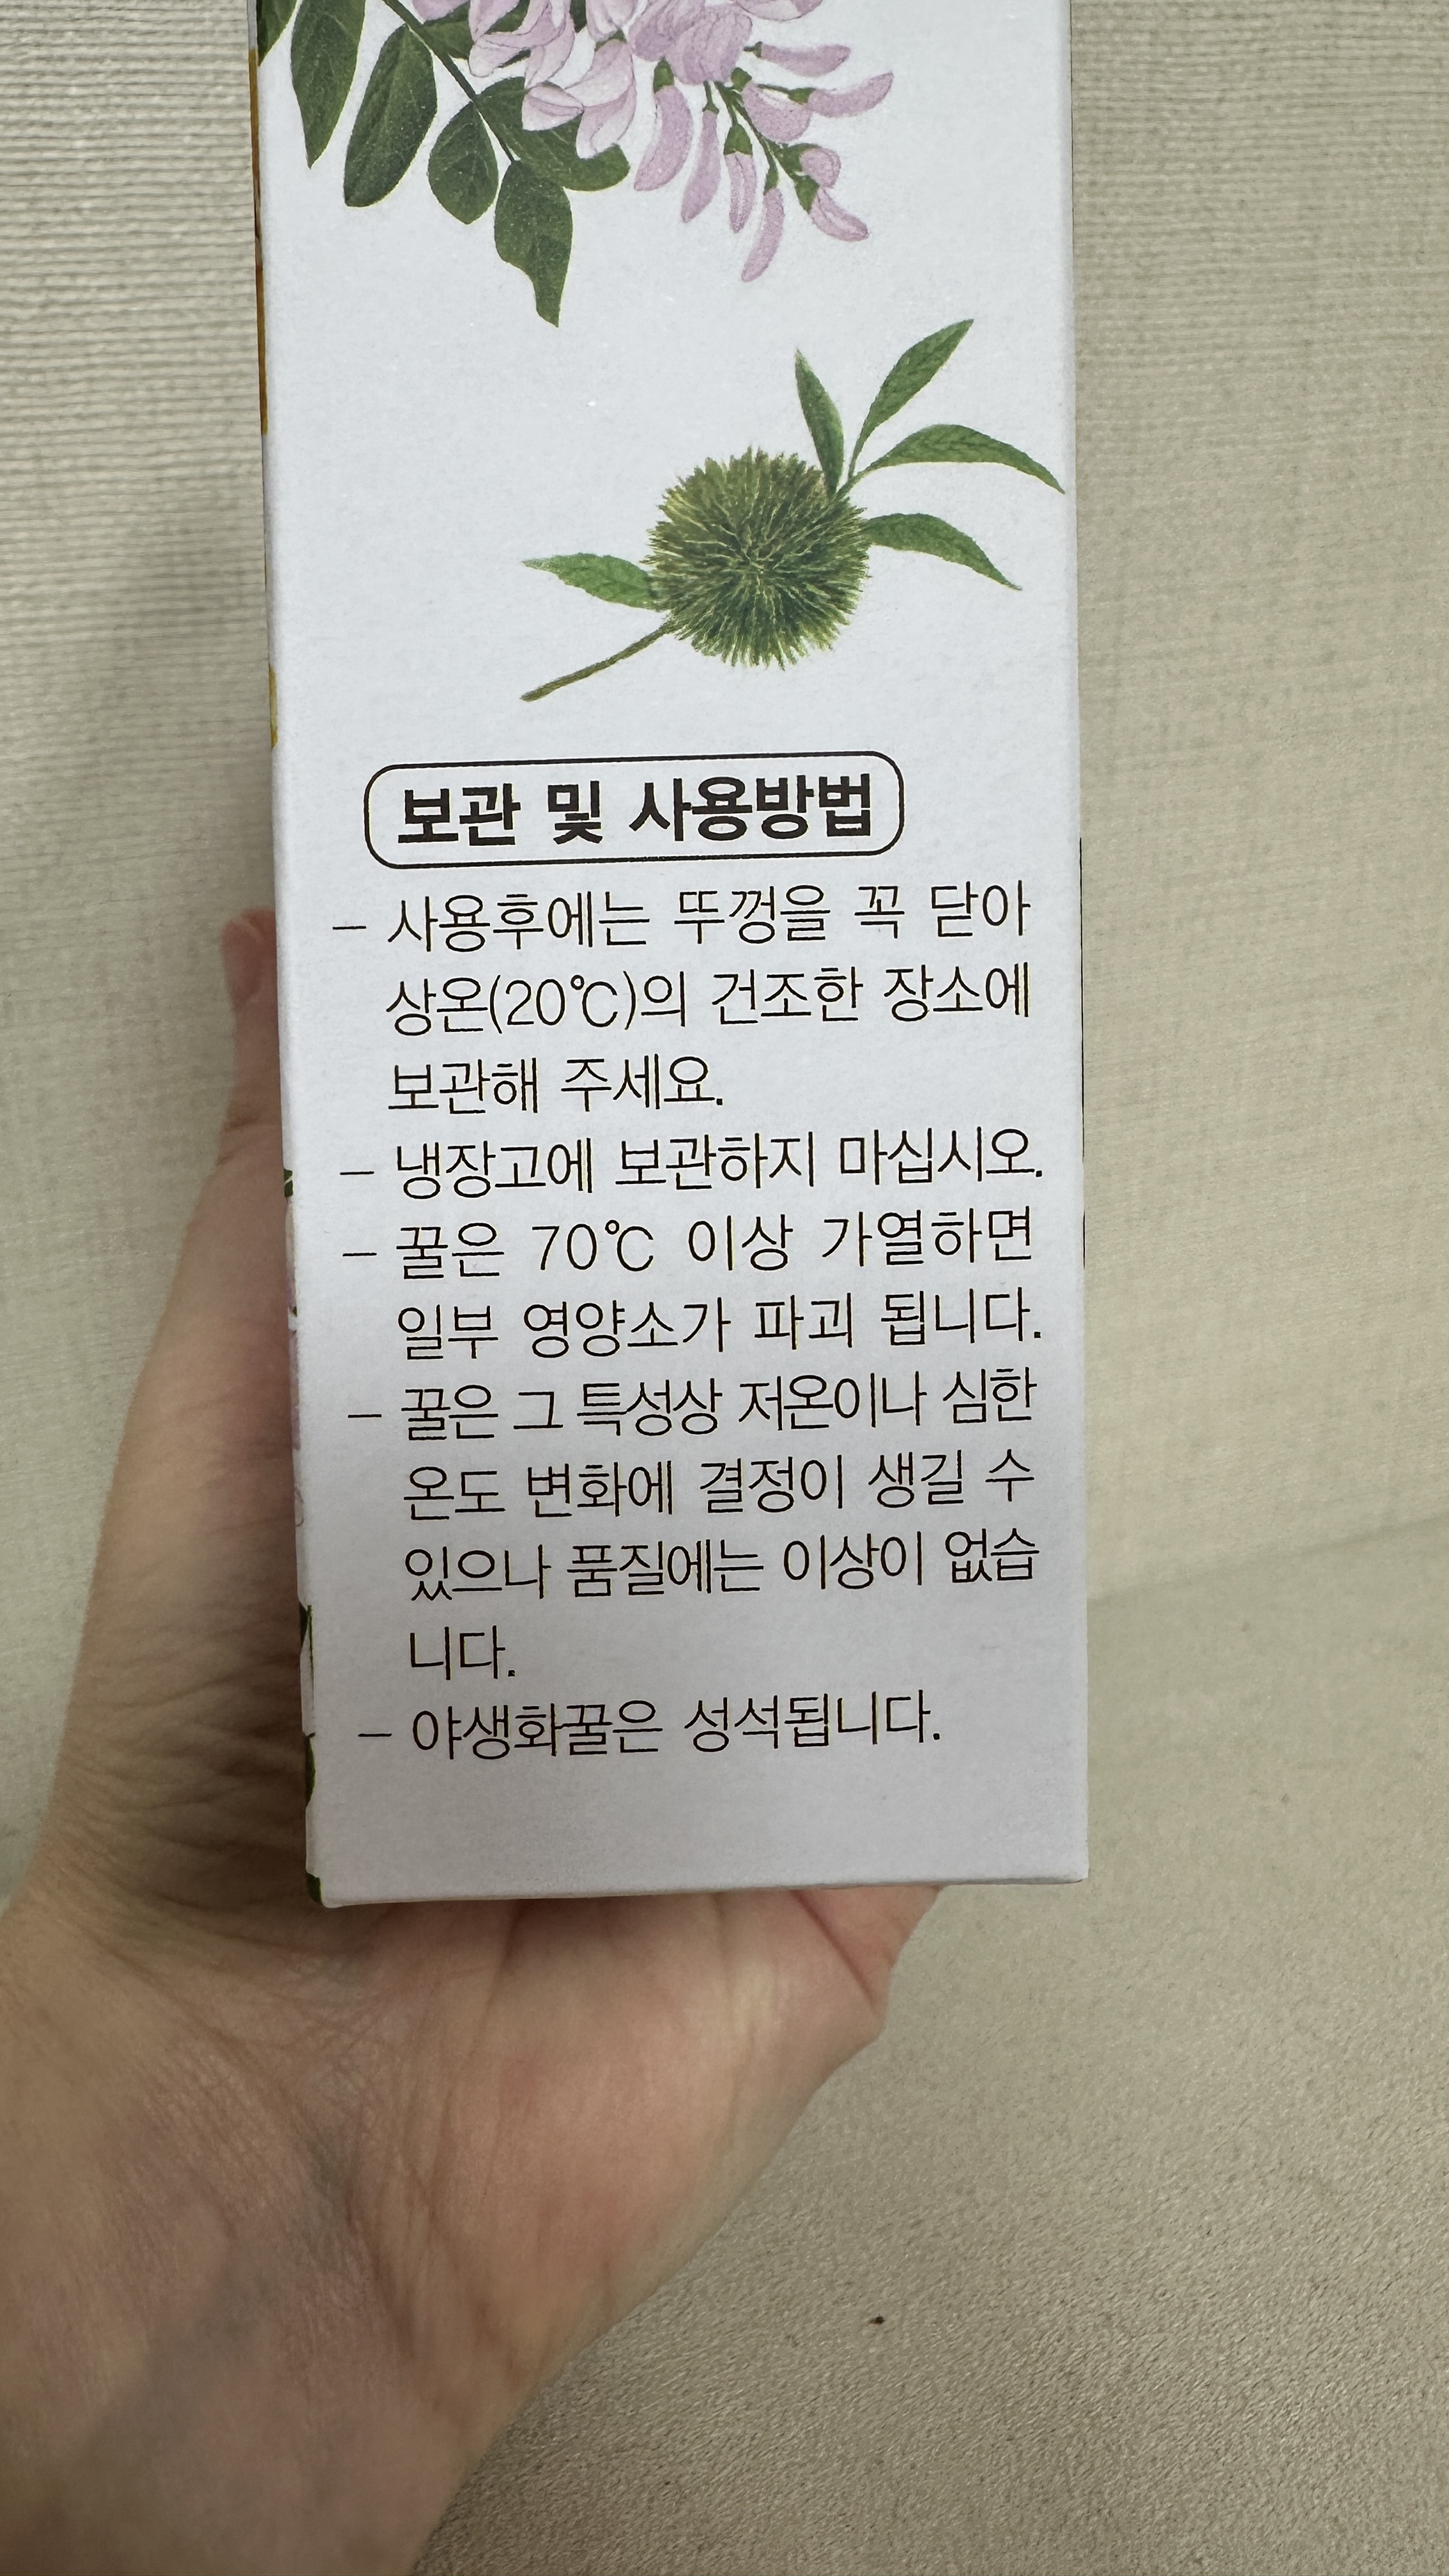 보관 및 사용방법
– 사용후에는 뚜껑을 꼭 닫아
상온(20℃)의 건조한 장소에
보관해 주세요.
– 냉장고에 보관하지 마십시오.
– 꿀은 70℃ 이상 가열하면
일부 영양소가 파괴 됩니다.
– 꿀은 그 특성상 저온이나 심한
온도 변화에 결정이 생길 수
있으나 품질에는 이상이 없습
니다.
– 야생화꿀은 성석됩니다.